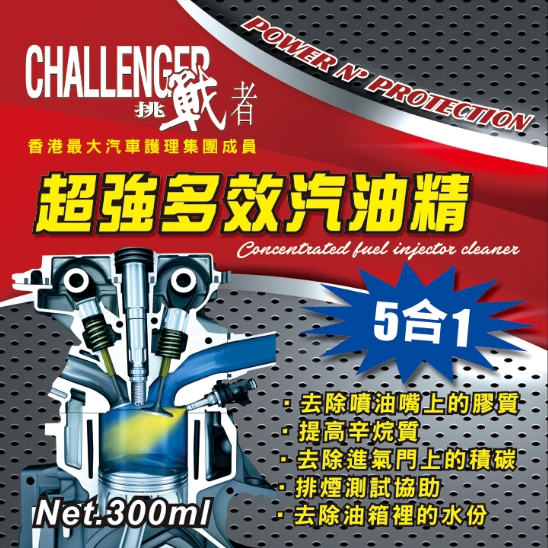 CHALLENGER
挑戰者
POWER N' PROTECTION
香港最大汽車護理集團成員
超強多效汽油精
Concentrated fuel injector cleaner
5合1
· 去除噴油嘴上的膠質
· 提高辛烷質
· 去除進氣門上的積碳
· 排煙測試協助
· 去除油箱裡的水份
Net.300ml